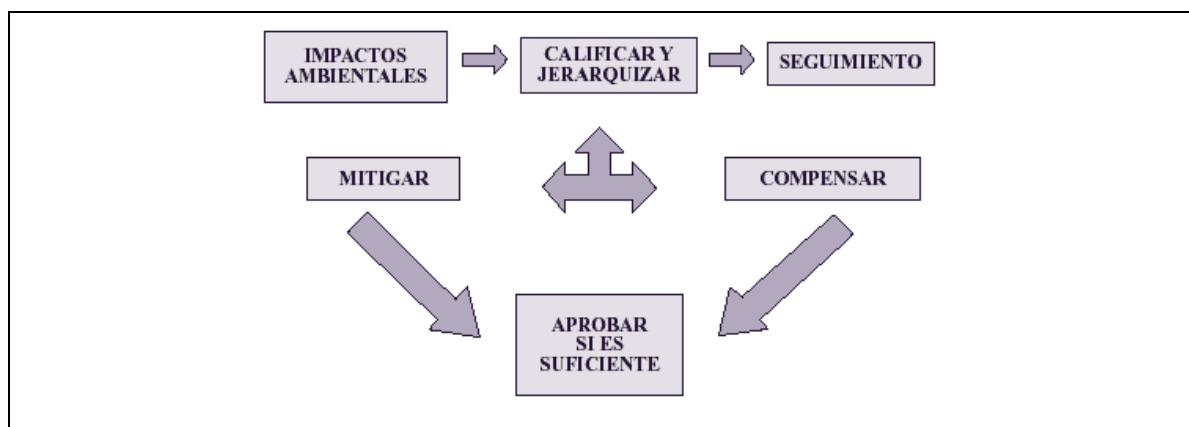 IMPACTOS
AMBIENTALES
CALIFICAR Y
JERARQUIZAR
SEGUIMIENTO
MITIGAR
COMPENSAR
APROBAR
SI ES
SUFICIENTE